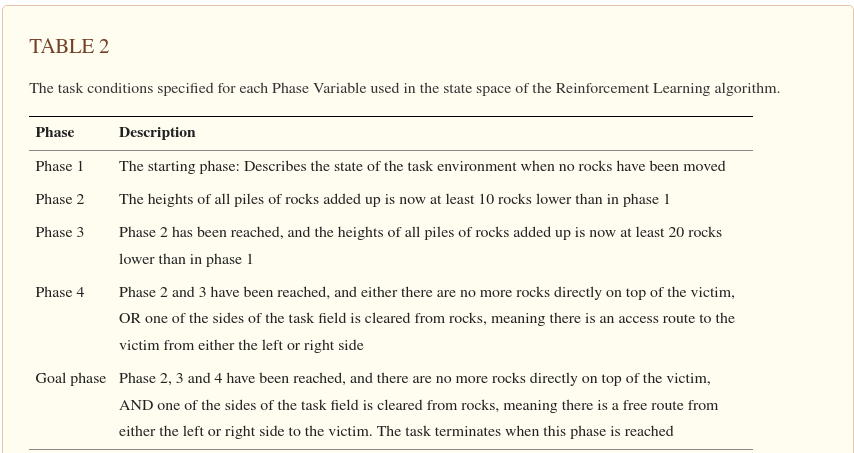 TABLE 2
The task conditions specified for each Phase Variable used in the state space of the Reinforcement Learning algorithm.
Phase Description
Phase 1 The starting phase: Describes the state of the task environment when no rocks have been moved
Phase 2 The heights of all piles of rocks added up is now at least 10 rocks lower than in phase 1
Phase 3 Phase 2 has been reached, and the heights of all piles of rocks added up is now at least 20 rocks
lower than in phase 1
Phase 4 Phase 2 and 3 have been reached, and either there are no more rocks directly on top of the victim,
OR one of the sides of the task field is cleared from rocks, meaning there is an access route to the
victim from either the left or right side
Goal phase Phase 2, 3 and 4 have been reached, and there are no more rocks directly on top of the victim,
AND one of the sides of the task field is cleared from rocks, meaning there is a free route from
either the left or right side to the victim. The task terminates when this phase is reached